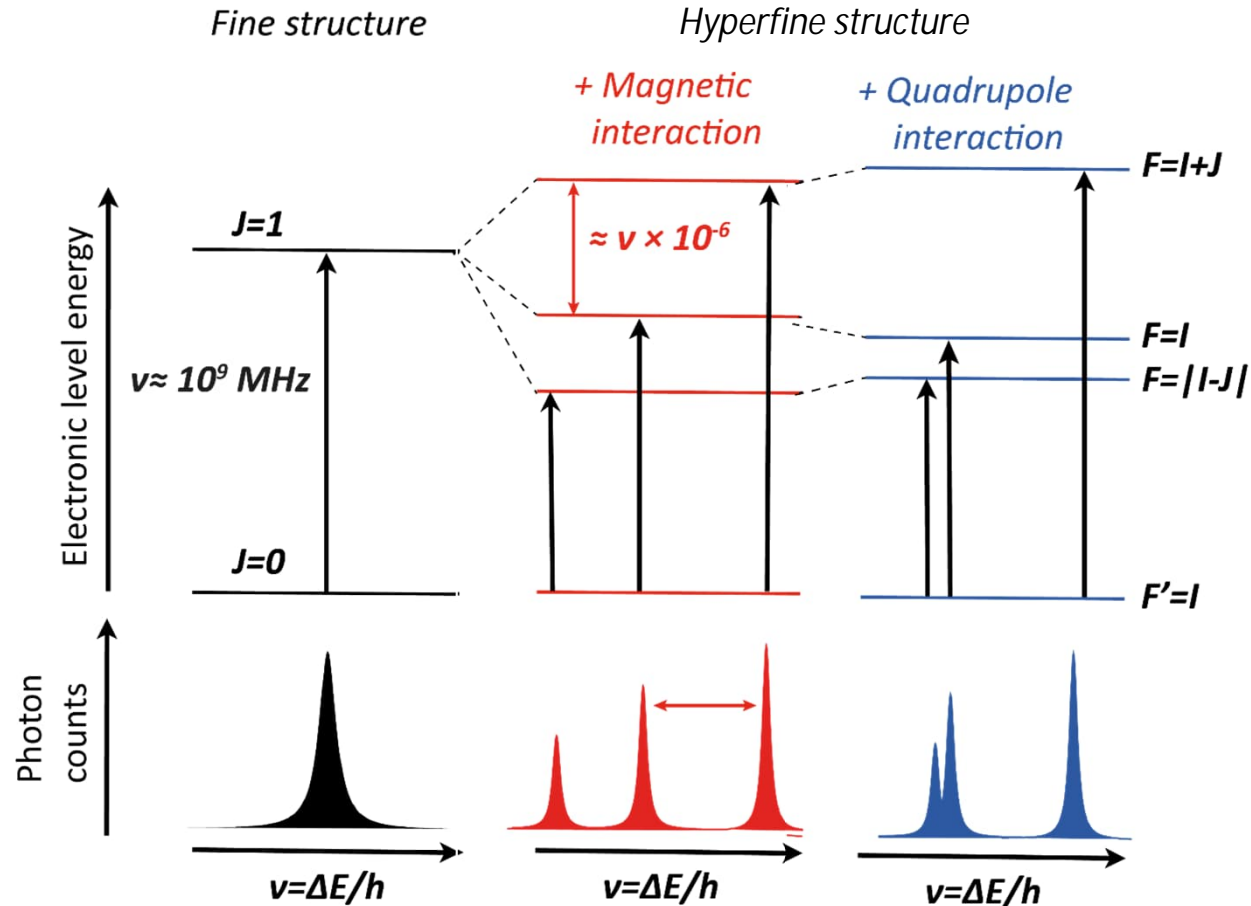 Fine structure
Hyperfine structure
+ Magnetic
interaction
+ Quadrupole
interaction
Electronic level energy
J=1
ν≈ 10⁹ MHz
J=0
≈ ν × 10⁻⁶
F=I+J
F=I
F=|I-J|
F'=I
Photon
counts
ν=ΔE/h
ν=ΔE/h
ν=ΔE/h